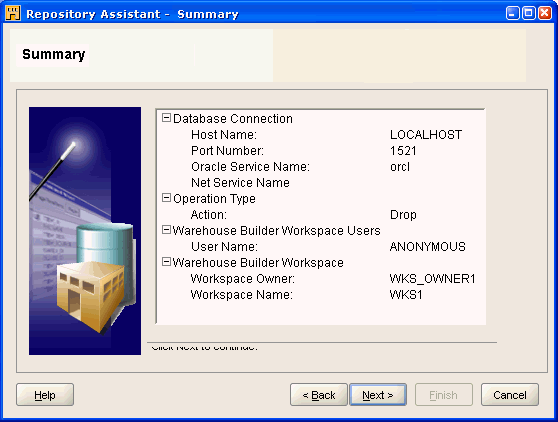 Repository Assistant - Summary
Summary
Database Connection
Host Name: LOCALHOST
Port Number: 1521
Oracle Service Name: orcl
Net Service Name
Operation Type
Action: Drop
Warehouse Builder Workspace Users
User Name: ANONYMOUS
Warehouse Builder Workspace
Workspace Owner: WKS_OWNER1
Workspace Name: WKS1
Click Next to continue.
Help
< Back
Next >
Finish
Cancel